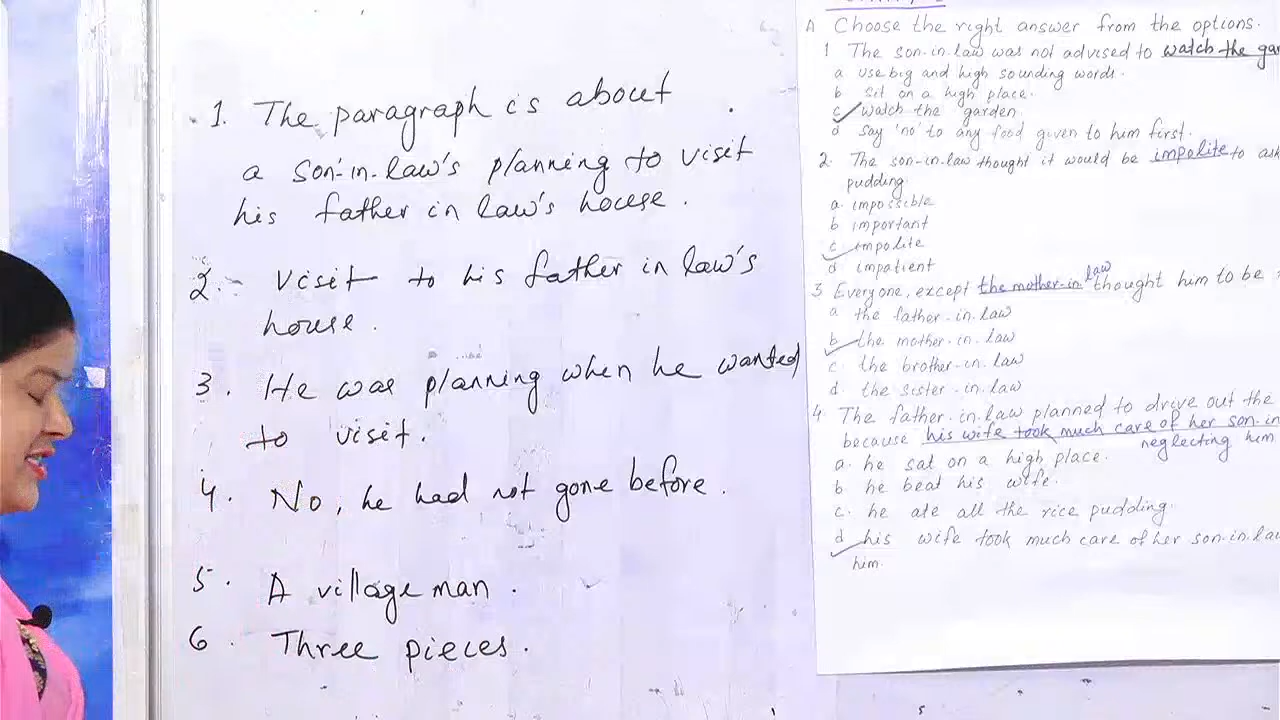 1. The paragraph is about
a son-in-law's planning to visit
his father in law's house.
2. Visit to his father in law's
house.
3. He was planning when he wanted
to visit.
4. No, he had not gone before.
5. A village man.
6. Three pieces.
A Choose the right answer from the options.
1 The son-in-law was not advised to watch the
a use big and high sounding words.
b sit on a high place.
c watch the garden
d say 'no' to any food given to him first.
2. The son-in-law thought it would be impolite to
pudding.
a. impossible
b important
c impolite
d impatient
3 Everyone, except the mother-in law thought him to be
a the father-in-law
b the mother-in-law
c. the brother-in-law
d. the sister-in-law
4 The father-in-law planned to drive out the
because his wife took much care of her son-in
neglecting him
a. he sat on a high place.
b he beat his wife.
c. he ate all the rice pudding.
d his wife took much care of her son-in-law
him.